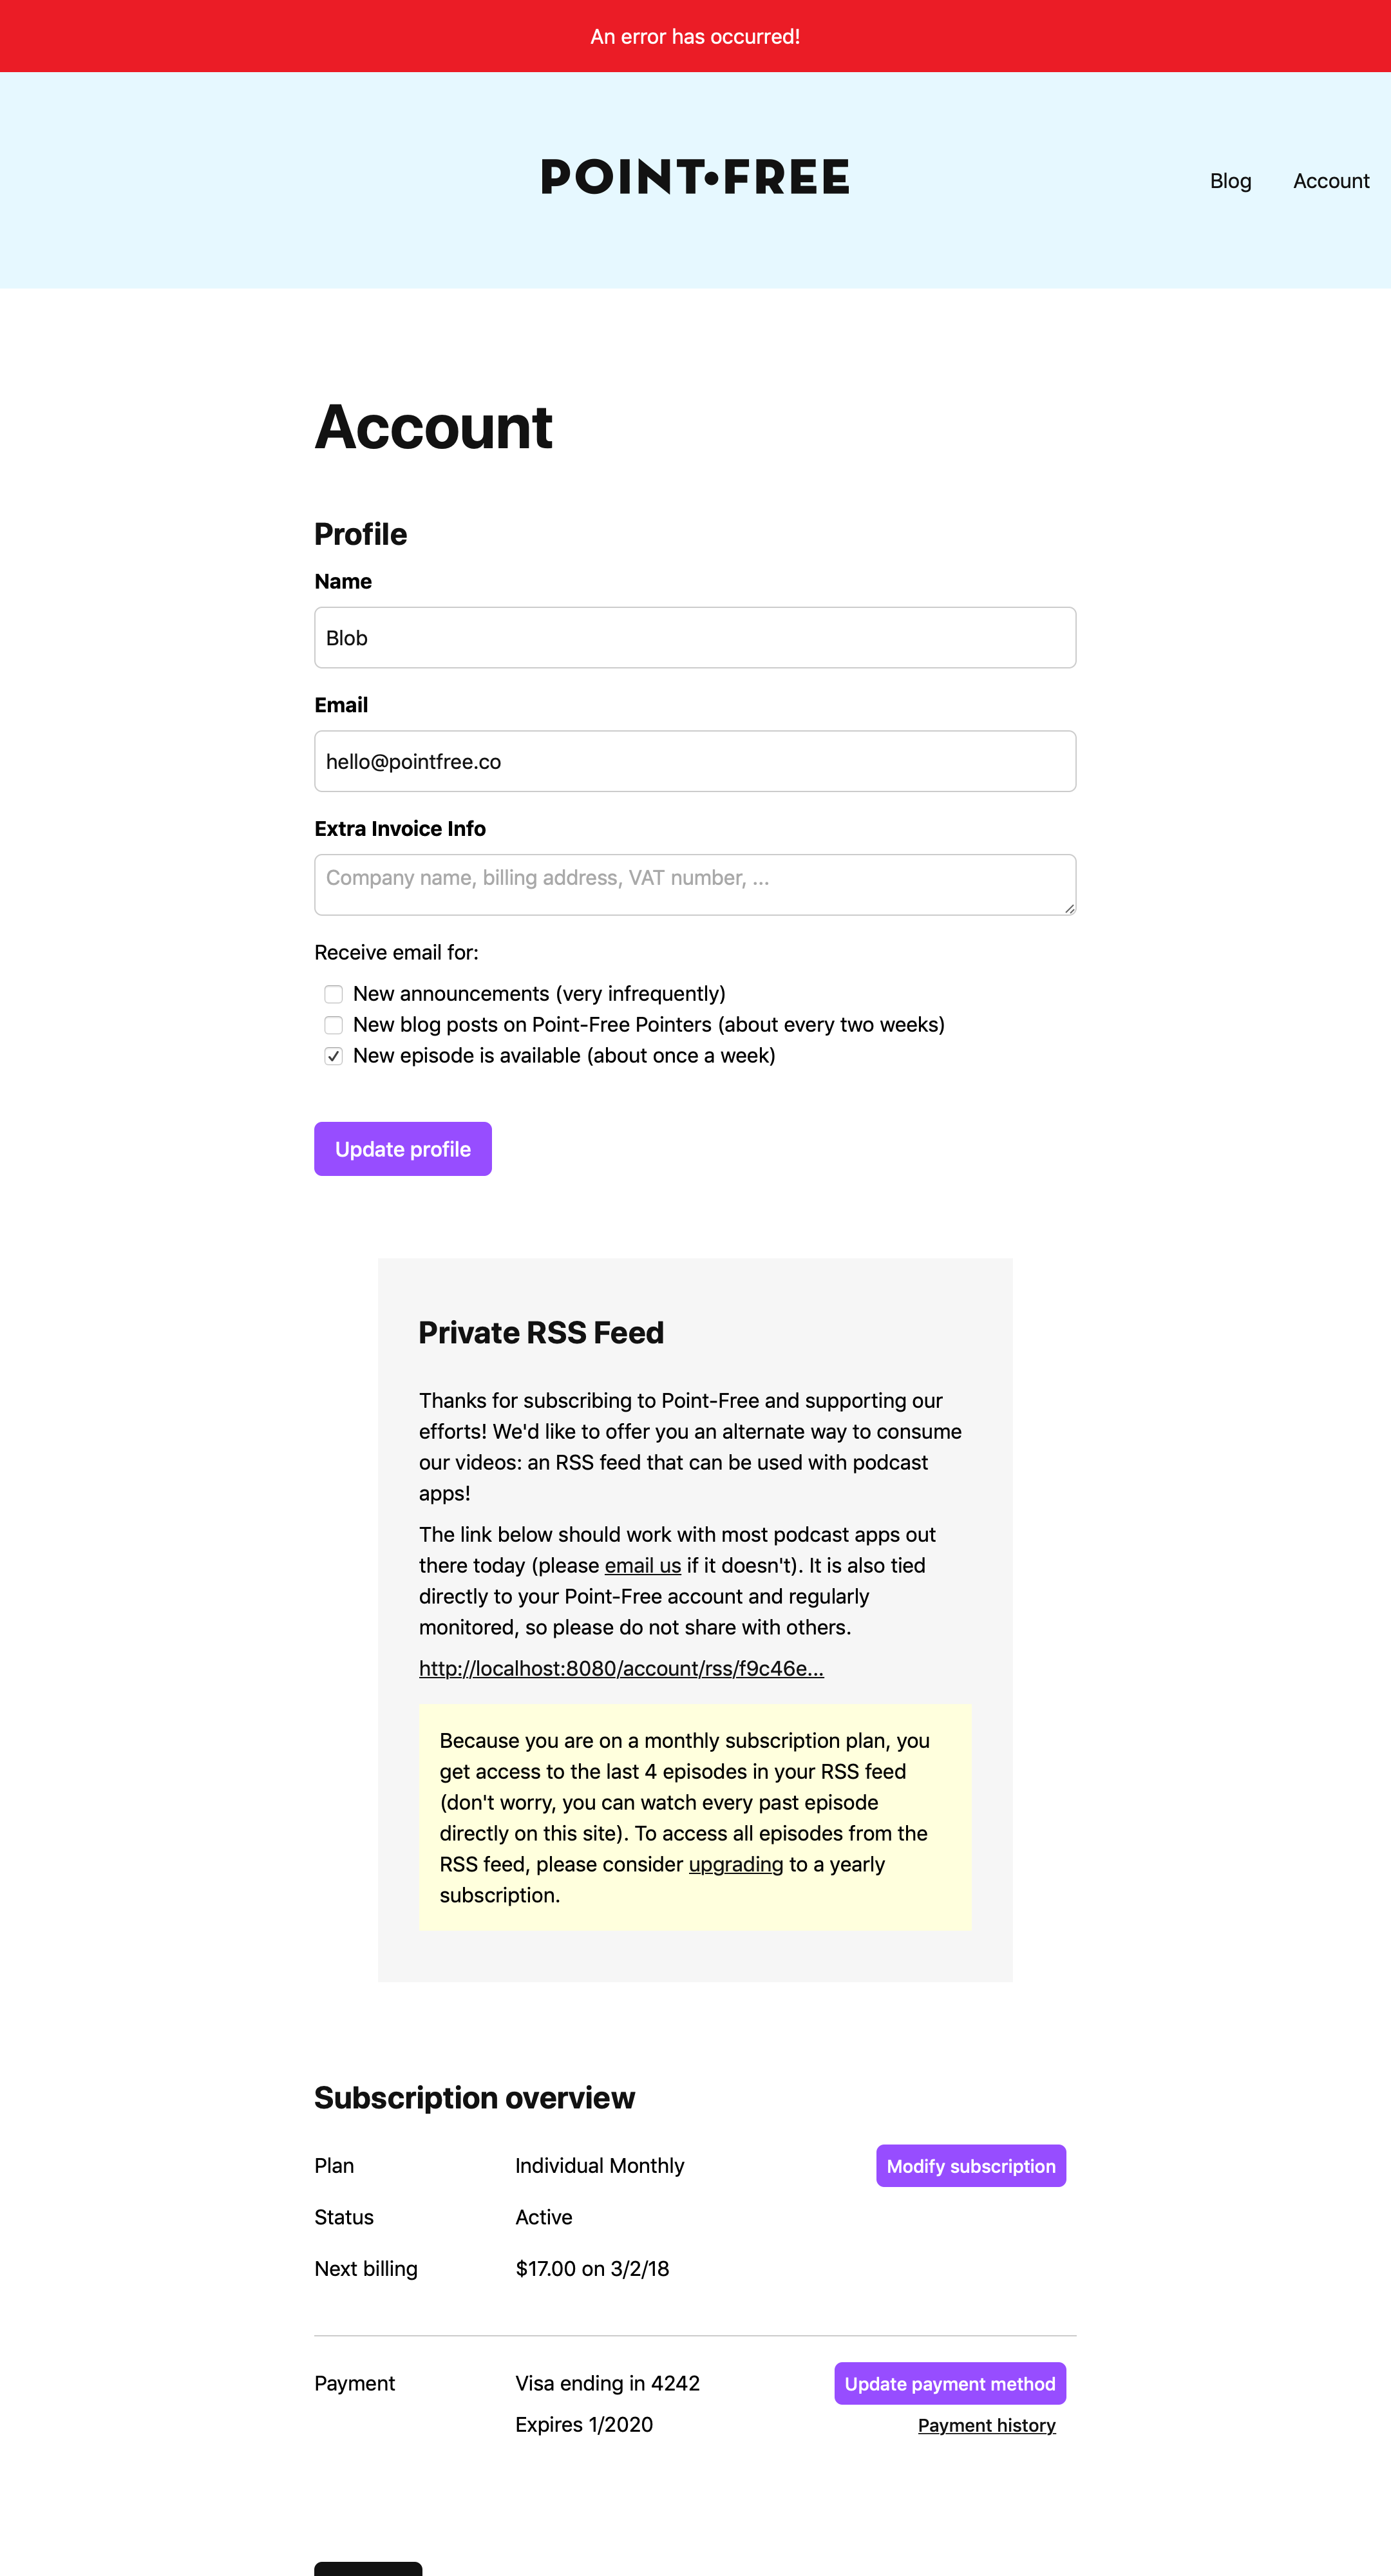 An error has occurred!
POINT•FREE
Blog
Account
Account
Profile
Name
Blob
Email
hello@pointfree.co
Extra Invoice Info
Company name, billing address, VAT number, ...
Receive email for:
New announcements (very infrequently)
New blog posts on Point-Free Pointers (about every two weeks)
New episode is available (about once a week)
Update profile
Private RSS Feed
Thanks for subscribing to Point-Free and supporting our
efforts! We'd like to offer you an alternate way to consume
our videos: an RSS feed that can be used with podcast
apps!
The link below should work with most podcast apps out
there today (please email us if it doesn't). It is also tied
directly to your Point-Free account and regularly
monitored, so please do not share with others.
http://localhost:8080/account/rss/f9c46e...
Because you are on a monthly subscription plan, you
get access to the last 4 episodes in your RSS feed
(don't worry, you can watch every past episode
directly on this site). To access all episodes from the
RSS feed, please consider upgrading to a yearly
subscription.
Subscription overview
Plan
Individual Monthly
Modify subscription
Status
Active
Next billing
$17.00 on 3/2/18
Payment
Visa ending in 4242
Update payment method
Expires 1/2020
Payment history